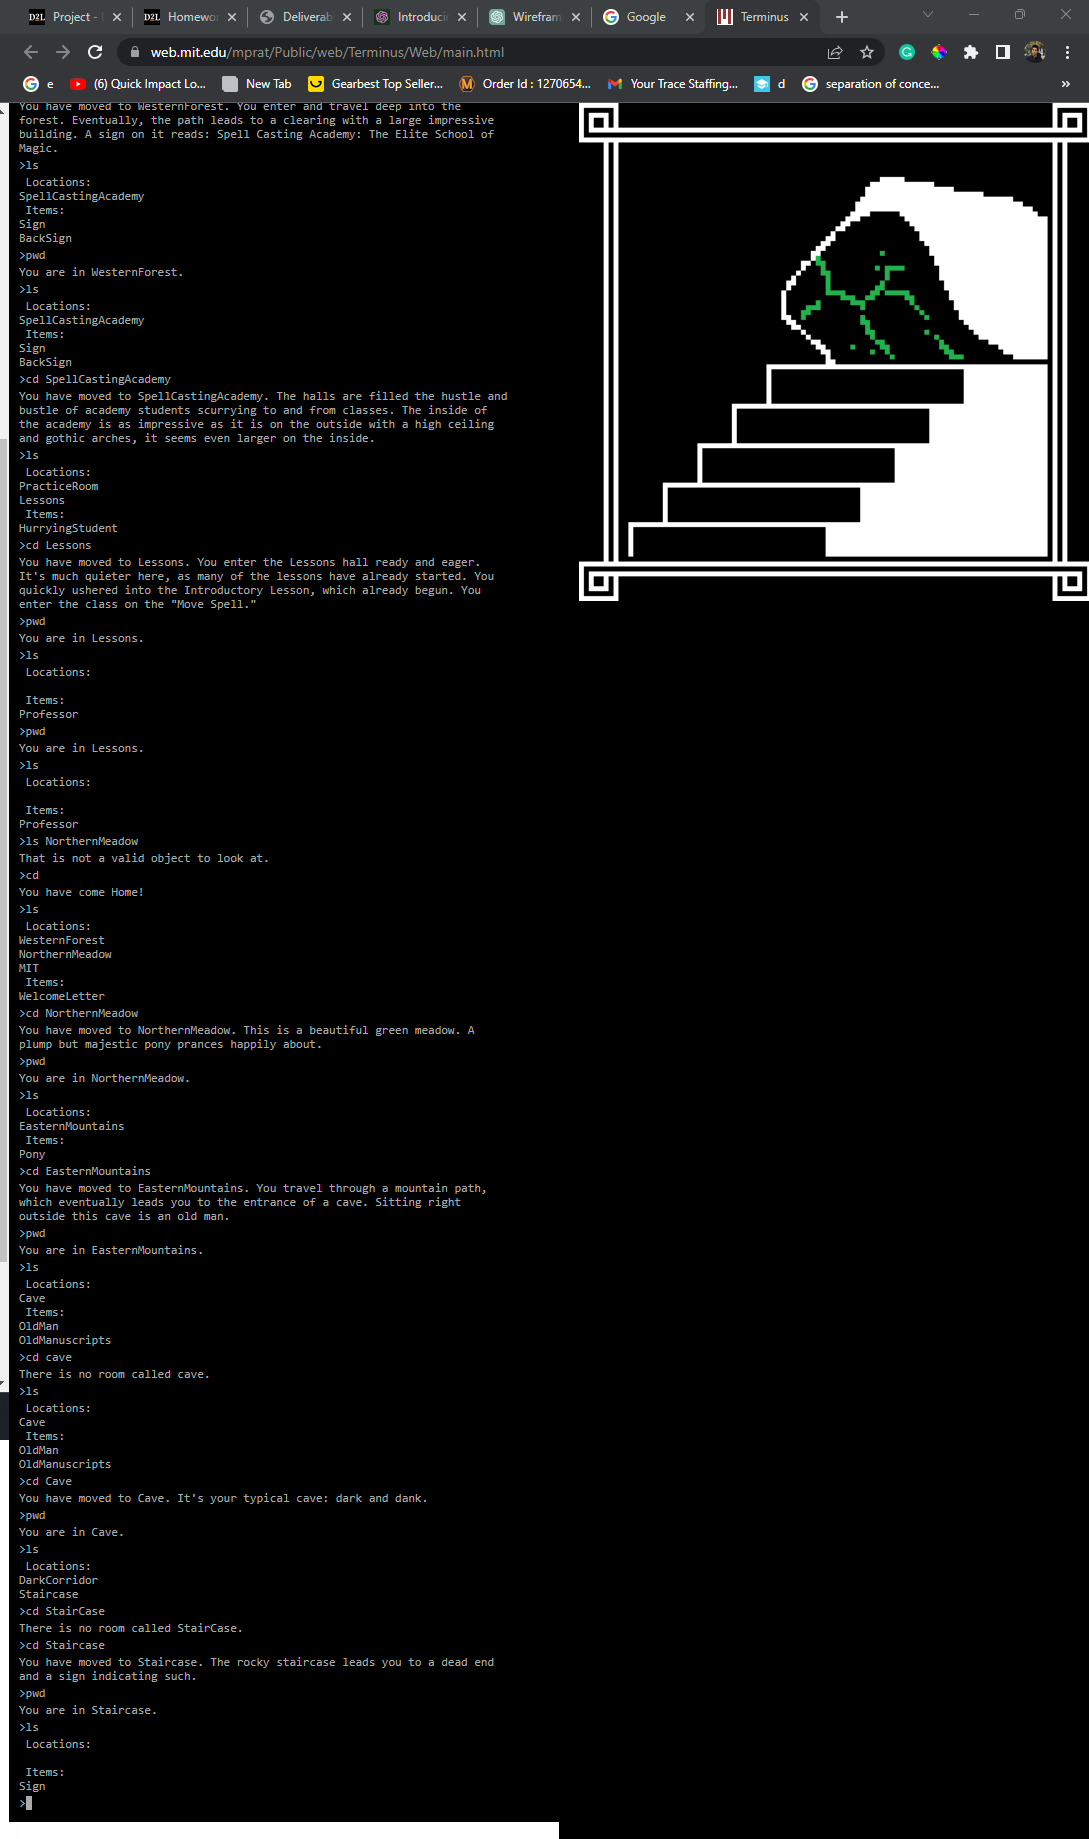 Project -
Homewo
Deliverab
Introduci
Wirefram
Google
Terminus
web.mit.edu/mprat/Public/web/Terminus/Web/main.html
e
(6) Quick Impact Lo...
New Tab
Gearbest Top Seller...
Order Id : 1270654...
Your Trace Staffing...
d
separation of conce...
»
You have moved to WesternForest. You enter and travel deep into the
forest. Eventually, the path leads to a clearing with a large impressive
building. A sign on it reads: Spell Casting Academy: The Elite School of
Magic.
>ls
Locations:
SpellCastingAcademy
Items:
Sign
BackSign
>pwd
You are in WesternForest.
>ls
Locations:
SpellCastingAcademy
Items:
Sign
BackSign
>cd SpellCastingAcademy
You have moved to SpellCastingAcademy. The halls are filled the hustle and
bustle of academy students scurrying to and from classes. The inside of
the academy is as impressive as it is on the outside with a high ceiling
and gothic arches, it seems even larger on the inside.
>ls
Locations:
PracticeRoom
Lessons
Items:
HurryingStudent
>cd Lessons
You have moved to Lessons. You enter the Lessons hall ready and eager.
It's much quieter here, as many of the lessons have already started. You
quickly ushered into the Introductory Lesson, which already begun. You
enter the class on the "Move Spell."
>pwd
You are in Lessons.
>ls
Locations:
Items:
Professor
>pwd
You are in Lessons.
>ls
Locations:
Items:
Professor
>ls NorthernMeadow
That is not a valid object to look at.
>cd
You have come Home!
>ls
Locations:
WesternForest
NorthernMeadow
MIT
Items:
WelcomeLetter
>cd NorthernMeadow
You have moved to NorthernMeadow. This is a beautiful green meadow. A
plump but majestic pony prances happily about.
>pwd
You are in NorthernMeadow.
>ls
Locations:
EasternMountains
Items:
Pony
>cd EasternMountains
You have moved to EasternMountains. You travel through a mountain path,
which eventually leads you to the entrance of a cave. Sitting right
outside this cave is an old man.
>pwd
You are in EasternMountains.
>ls
Locations:
Cave
Items:
OldMan
OldManuscripts
>cd cave
There is no room called cave.
>ls
Locations:
Cave
Items:
OldMan
OldManuscripts
>cd Cave
You have moved to Cave. It's your typical cave: dark and dank.
>pwd
You are in Cave.
>ls
Locations:
DarkCorridor
Staircase
>cd StairCase
There is no room called StairCase.
>cd Staircase
You have moved to Staircase. The rocky staircase leads you to a dead end
and a sign indicating such.
>pwd
You are in Staircase.
>ls
Locations:
Items:
Sign
>